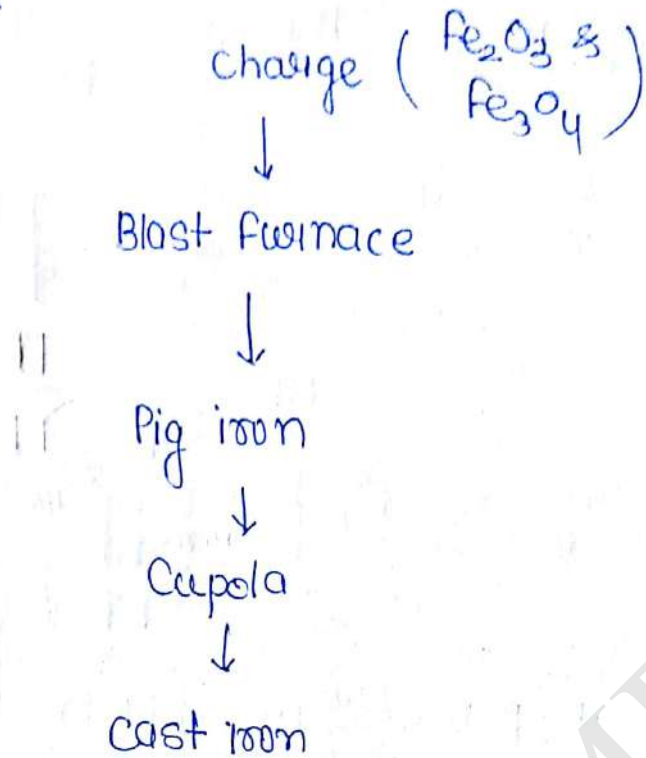 Charge ( Fe2O3 &
Fe3O4 )
↓
Blast furnace
↓
Pig iron
↓
Cupola
↓
Cast iron